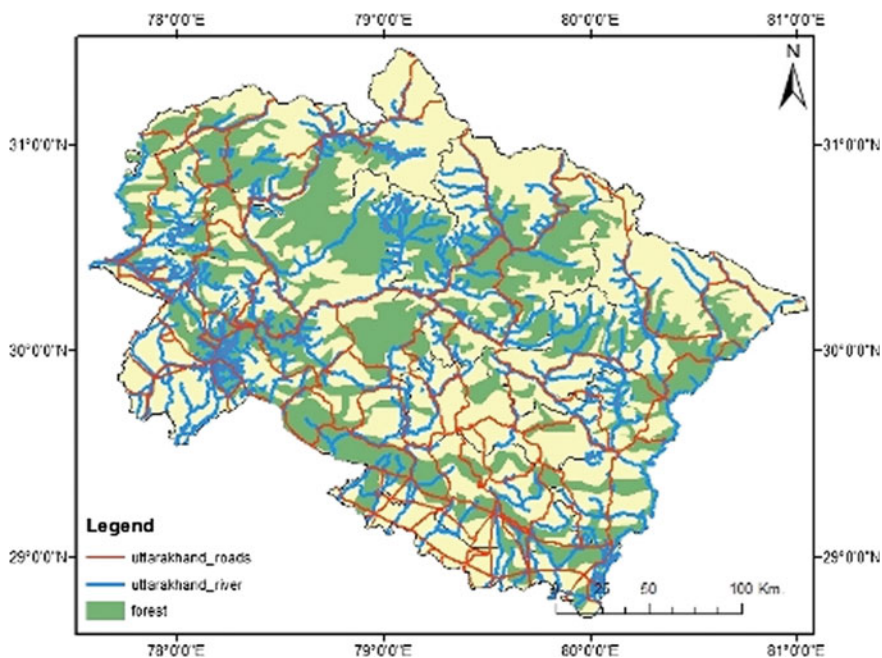 78°0'0"E 79°0'0"E 80°0'0"E 81°0'0"E
N
31°0'0"N 31°0'0"N
30°0'0"N 30°0'0"N
29°0'0"N 29°0'0"N
Legend
uttarakhand_roads
uttarakhand_river
forest
0 25 50 100 Km.
78°0'0"E 79°0'0"E 80°0'0"E 81°0'0"E